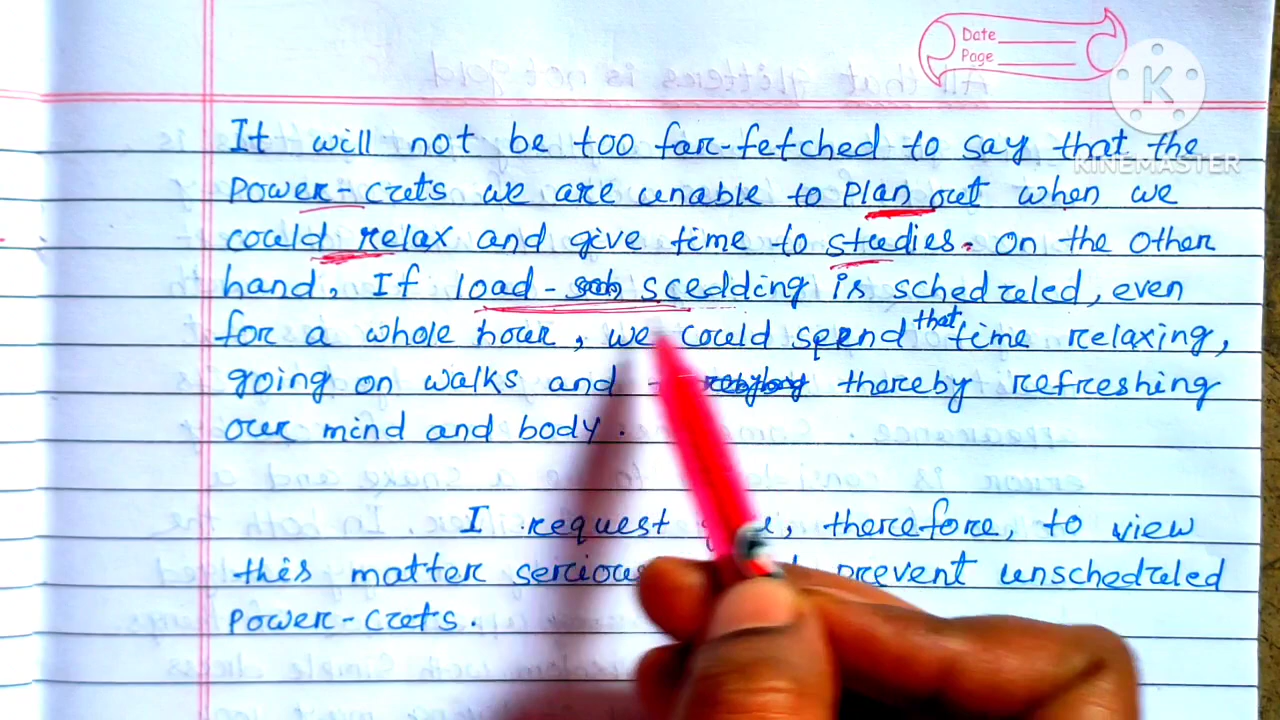 Date
Page
KINEMASTER
It will not be too far-fetched to say that the
power-cuts we are unable to plan out when we
could relax and give time to studies. On the other
hand, If load- scedding is scheduled, even
for a whole hour, we could spend that time relaxing,
going on walks and thereby refreshing
our mind and body.
I request therefore, to view
this matter prevent unscheduled
power-cuts.